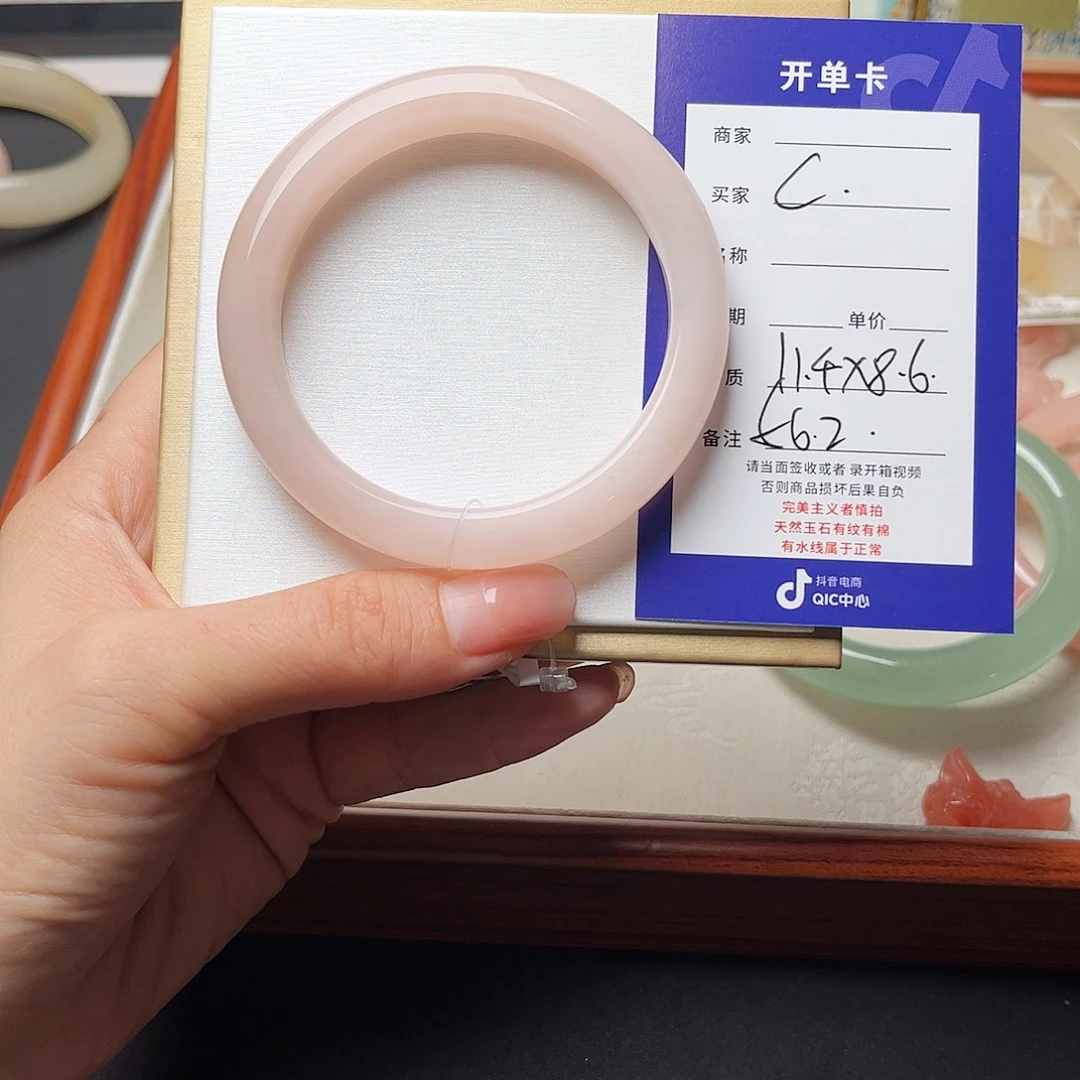 开单卡
商家
买家 C.
名称
期 单价
质 11.4×8.6.
备注 56.2.
请当面签收或者 录开箱视频
否则商品损坏后果自负
完美主义者慎拍
天然玉石有纹有棉
有水线属于正常
抖音电商
QIC中心